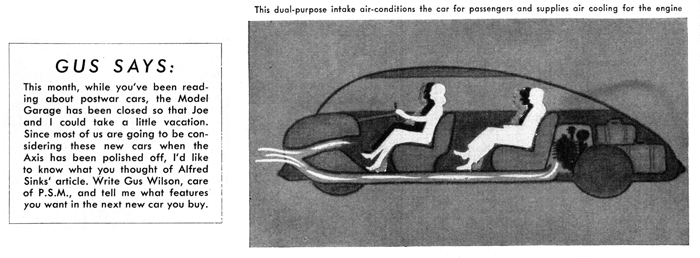 This dual-purpose intake air-conditions the car for passengers and supplies air cooling for the engine
GUS SAYS:
This month, while you've been read-
ing about postwar cars, the Model
Garage has been closed so that Joe
and I could take a little vacation.
Since most of us are going to be con-
sidering these new cars when the
Axis has been polished off, I'd like
to know what you thought of Alfred
Sinks' article. Write Gus Wilson, care
of P.S.M., and tell me what features
you want in the next new car you buy.